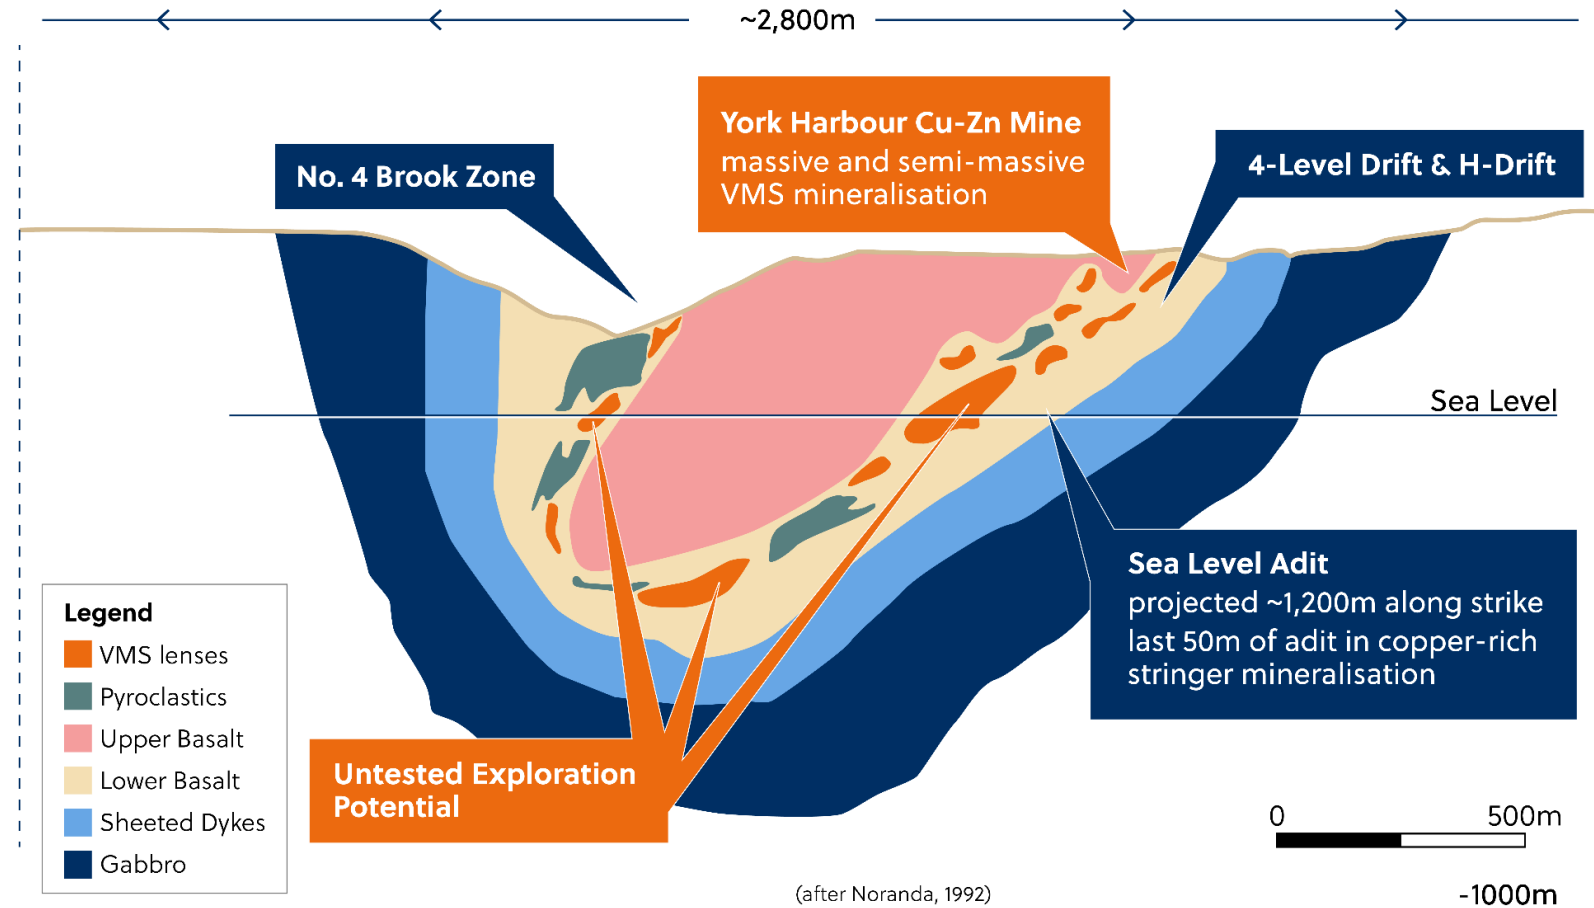 ~2,800m
York Harbour Cu-Zn Mine
massive and semi-massive
VMS mineralisation
No. 4 Brook Zone
4-Level Drift & H-Drift
Sea Level
Sea Level Adit
projected ~1,200m along strike
last 50m of adit in copper-rich
stringer mineralisation
Legend
VMS lenses
Pyroclastics
Upper Basalt
Lower Basalt
Sheeted Dykes
Gabbro
Untested Exploration
Potential
0 500m
(after Noranda, 1992)
-1000m